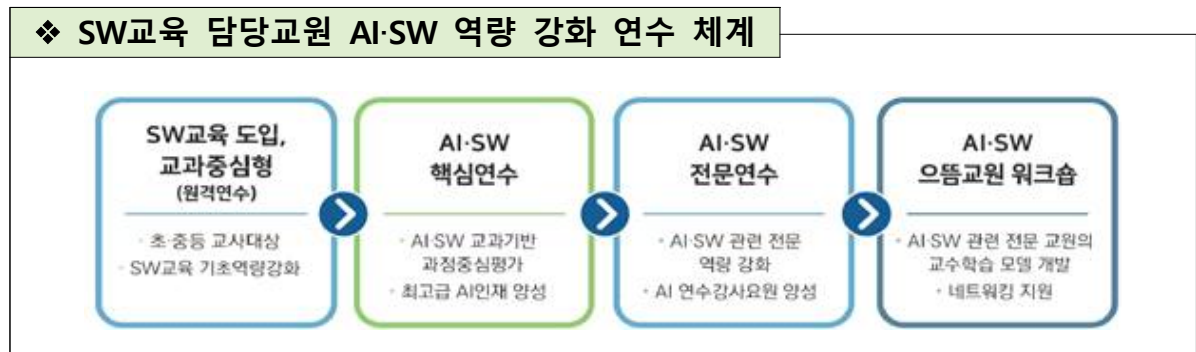 ❖ SW교육 담당교원 AI·SW 역량 강화 연수 체계
SW교육 도입,
교과중심형
(원격연수)
· 초·중등 교사대상
· SW교육 기초역량강화
AI·SW
핵심연수
· AI·SW 교과기반
과정중심평가
· 최고급 AI인재 양성
AI·SW
전문연수
· AI·SW 관련 전문
역량 강화
· AI 연수강사요원 양성
AI·SW
으뜸교원 워크숍
· AI·SW 관련 전문 교원의
교수학습 모델 개발
· 네트워킹 지원